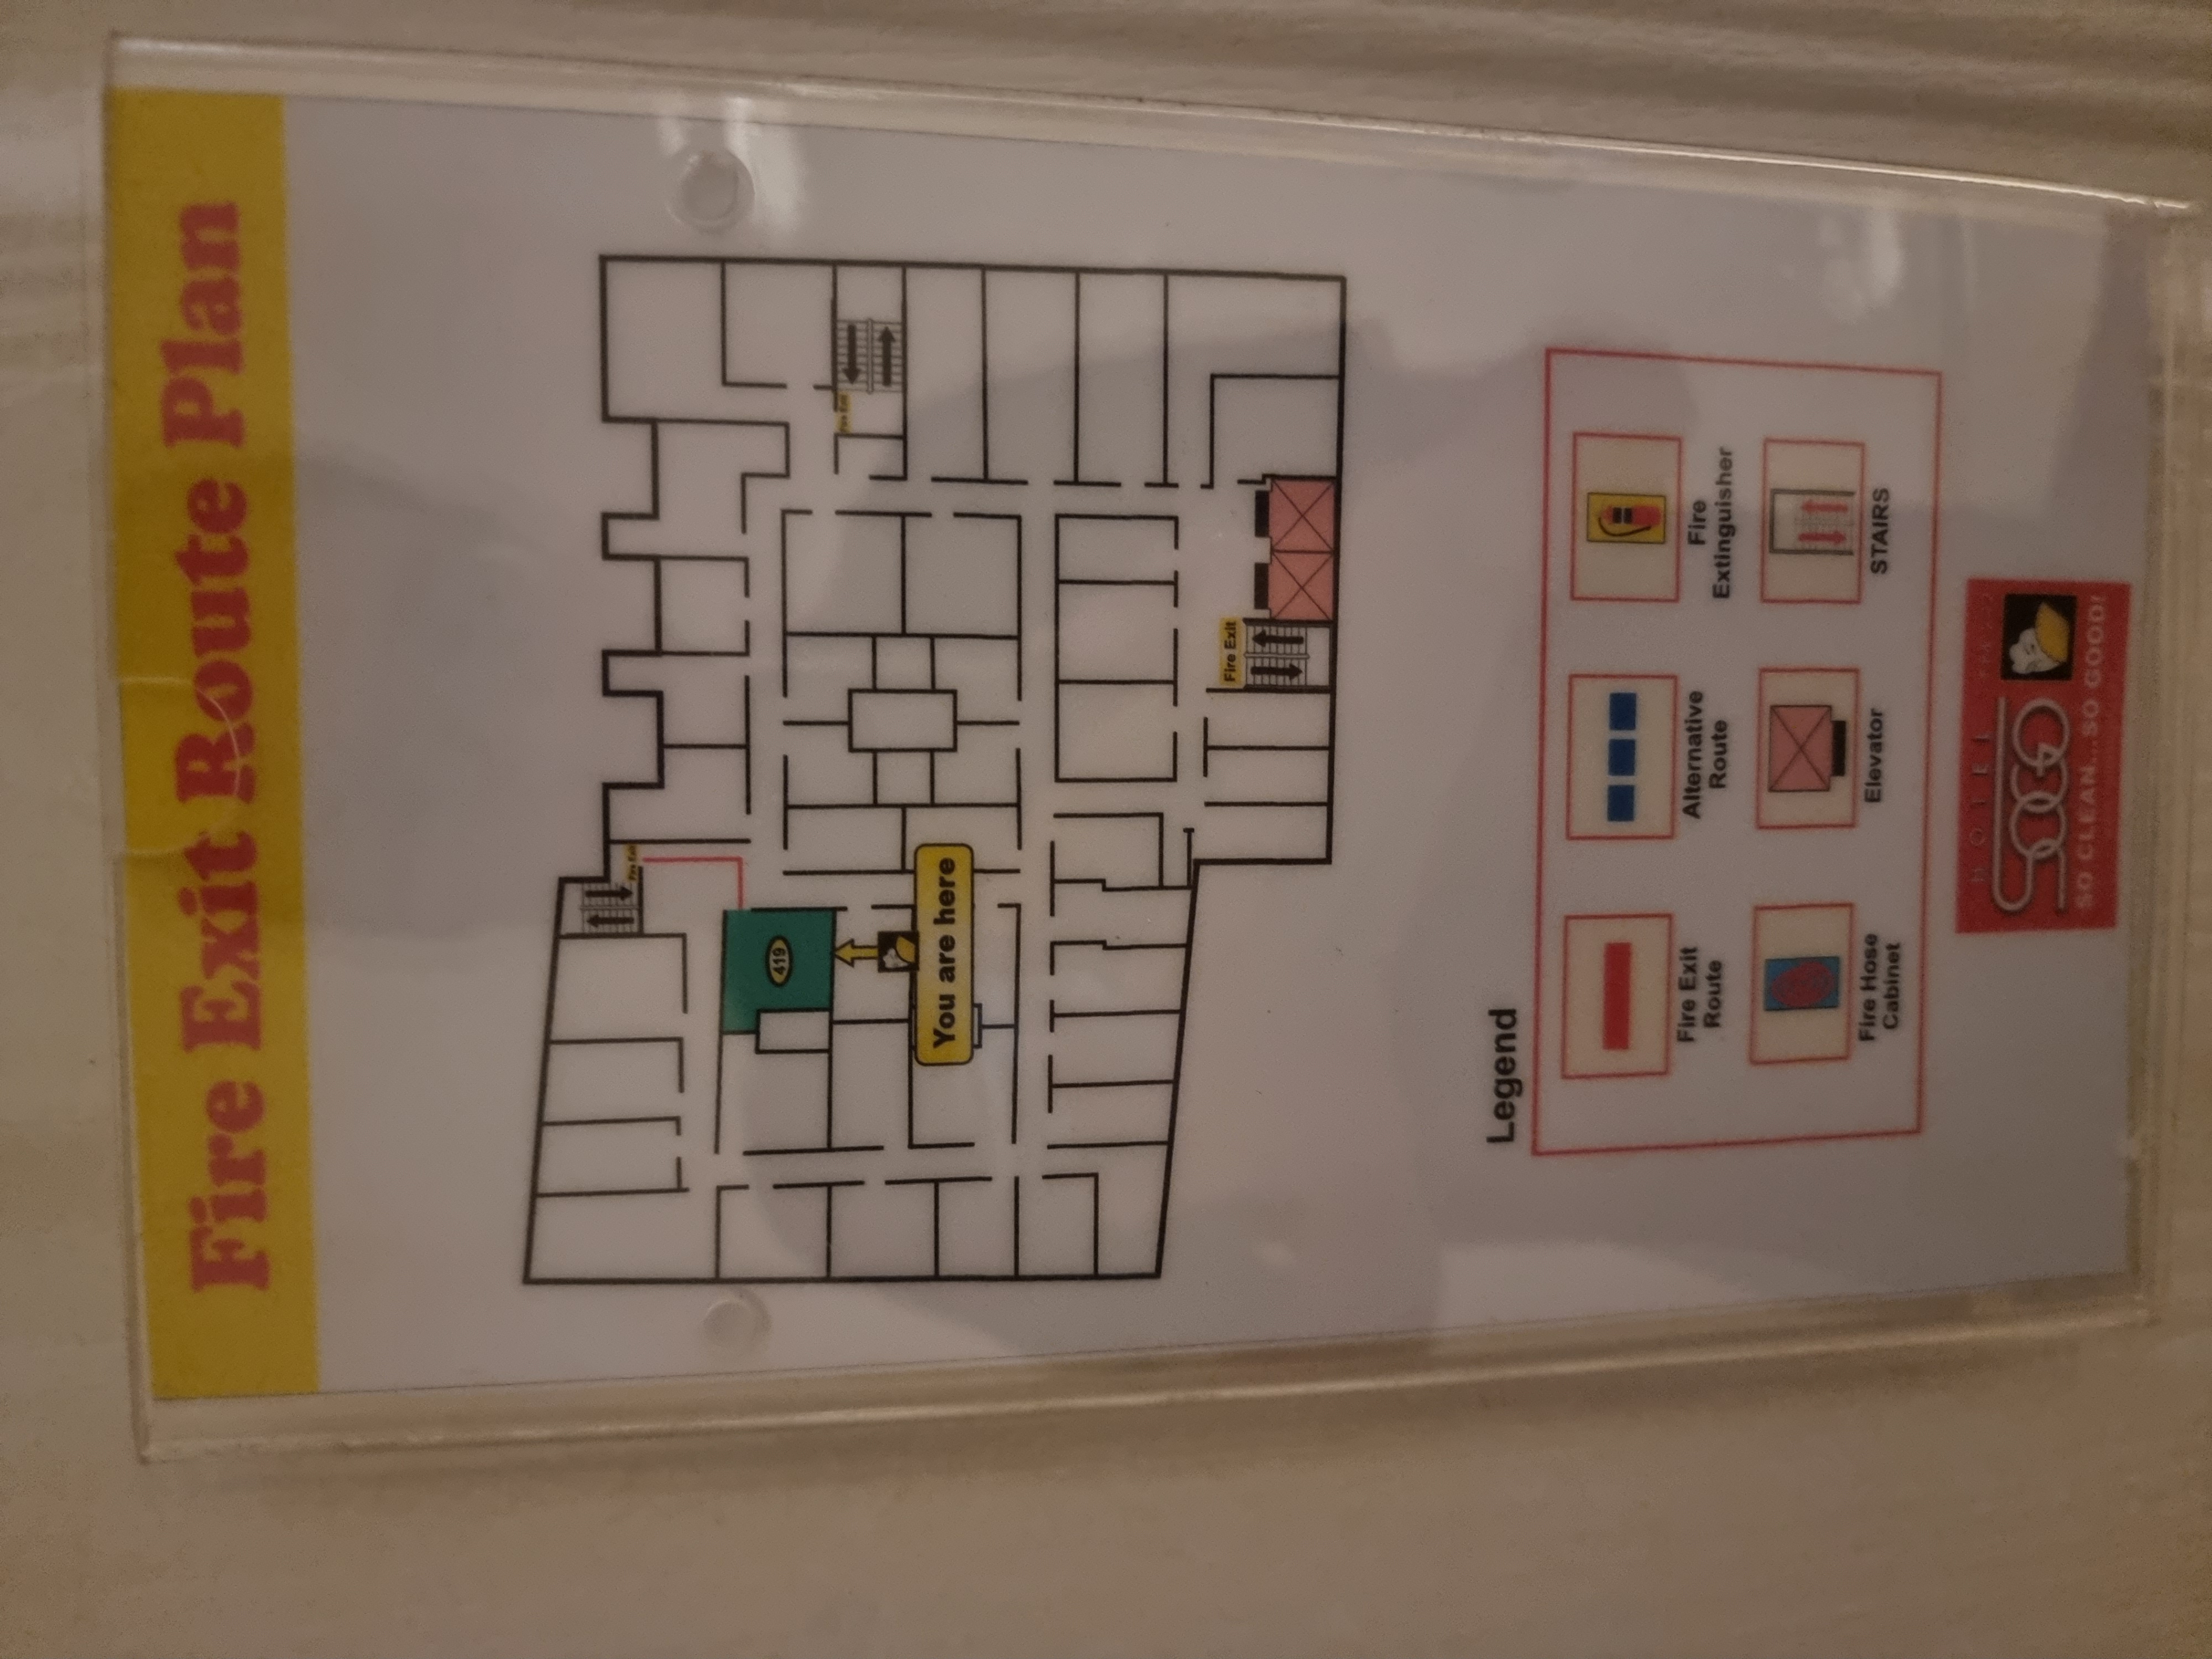 Fire Exit Route Plan
Fire Exit
419
Fire Exit
You are here
Fire Exit
Legend
Fire Exit
Route
Alternative
Route
Fire
Extinguisher
Fire Hose
Cabinet
Elevator
STAIRS
HOTEL
SOGO
SO CLEAN...SO GOOD!